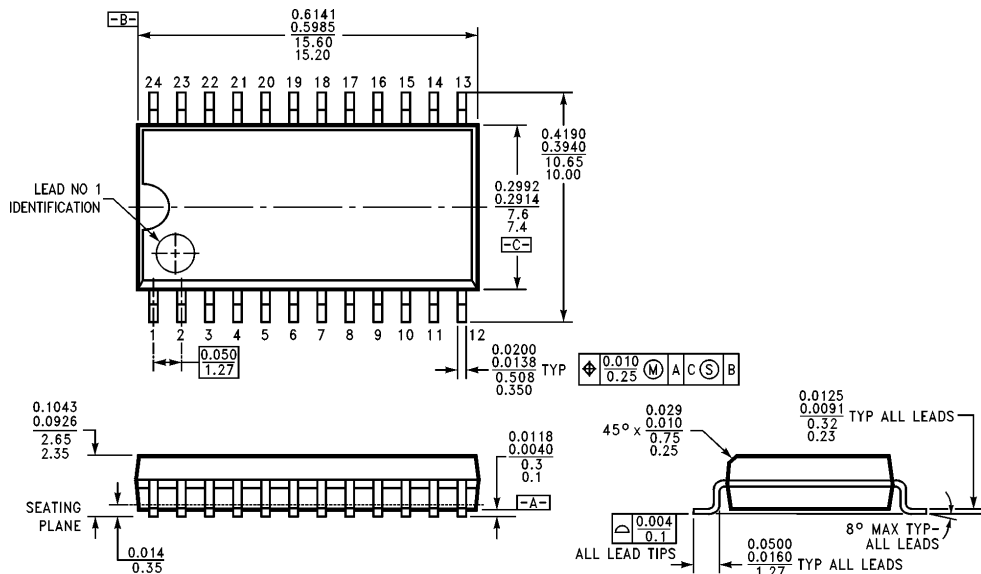 -B-
0.6141
0.5985
15.60
15.20
24 23 22 21 20 19 18 17 16 15 14 13
LEAD NO 1
IDENTIFICATION
0.4190
0.3940
10.65
10.00
0.2992
0.2914
7.6
7.4
-C-
1 2 3 4 5 6 7 8 9 10 11 12
0.050
1.27
0.0200
0.0138
0.508
0.350
TYP
⌖ 0.010 0.25 Ⓜ A C Ⓢ B
0.1043
0.0926
2.65
2.35
SEATING
PLANE
0.014
0.35
0.0118
0.0040
0.3
0.1
-A-
45° x
0.029
0.010
0.75
0.25
0.0125
0.0091
0.32
0.23
TYP ALL LEADS
0.004
0.1
ALL LEAD TIPS
8° MAX TYP-
ALL LEADS
0.0500
0.0160
1.27
TYP ALL LEADS